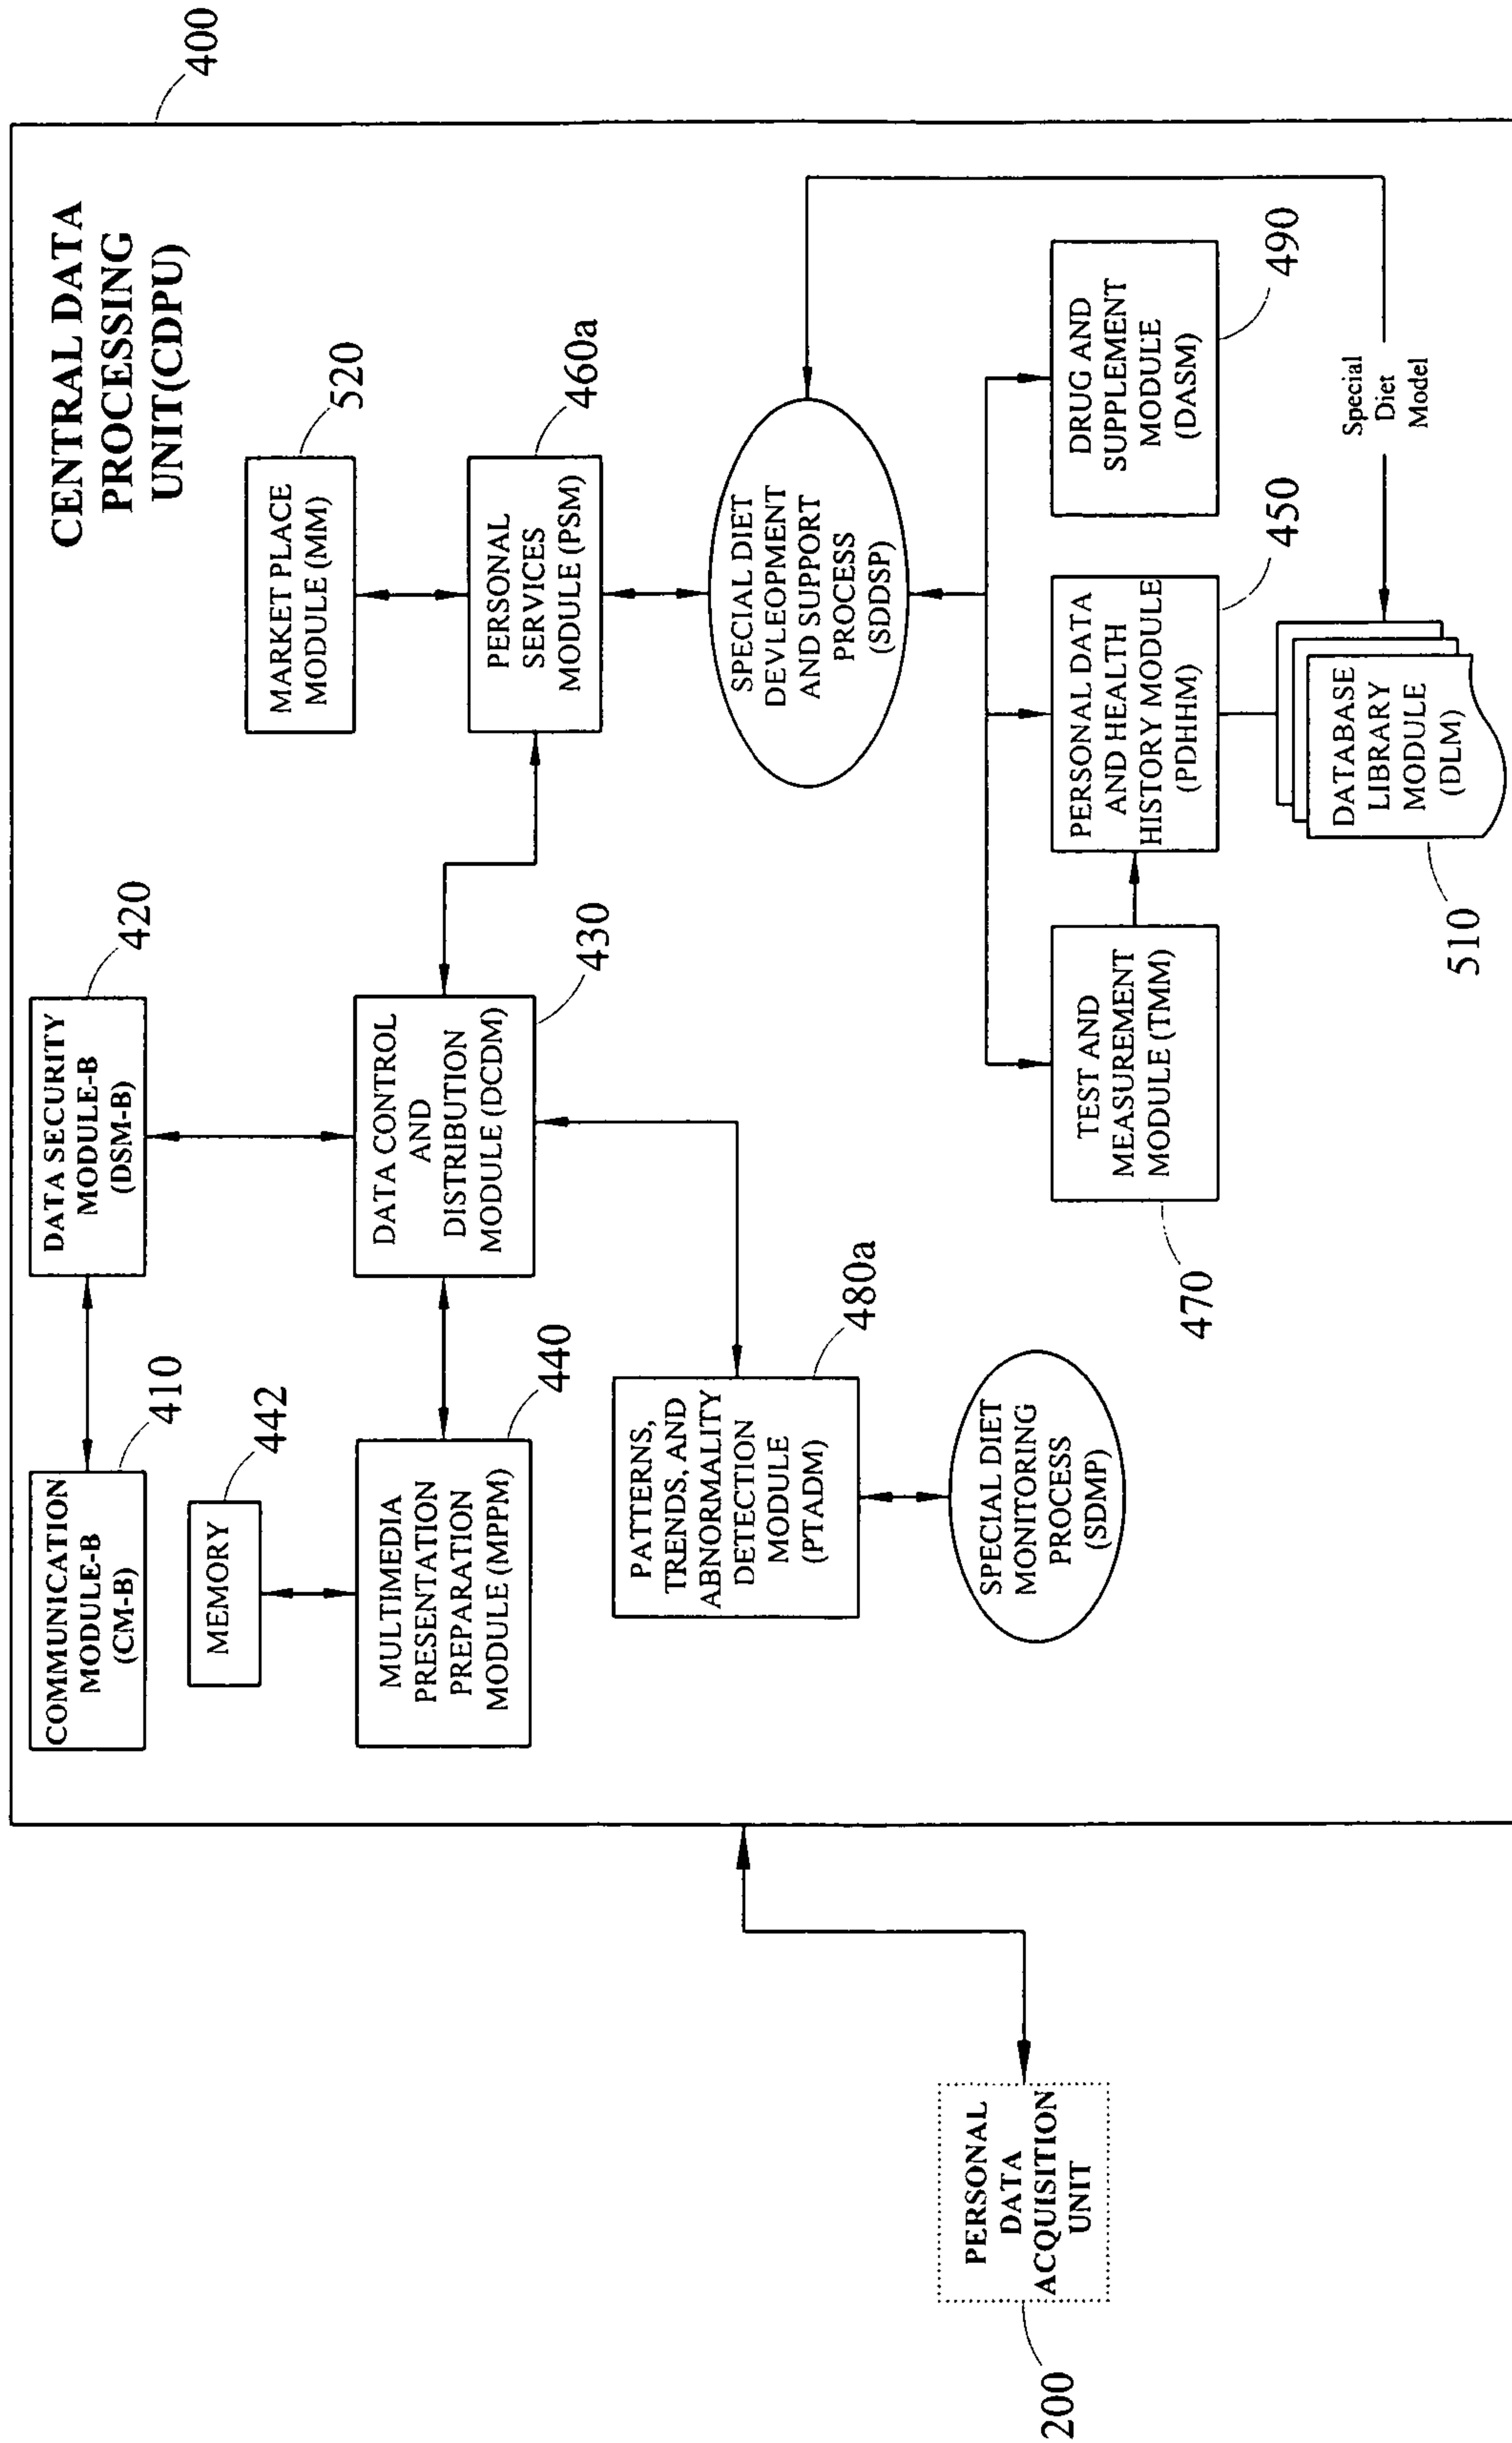 400
CENTRAL DATA
PROCESSING
UNIT(CDPU)
COMMUNICATION
MODULE-B
(CM-B)
410
DATA SECURITY
MODULE-B
(DSM-B)
420
MEMORY
442
MULTIMEDIA
PRESENTATION
PREPARATION
MODULE (MPPM)
440
DATA CONTROL
AND
DISTRIBUTION
MODULE (DCDM)
430
MARKET PLACE
MODULE (MM)
520
PERSONAL
SERVICES
MODULE (PSM)
460a
PATTERNS,
TRENDS, AND
ABNORMALITY
DETECTION
MODULE
(PTADM)
480a
SPECIAL DIET
MONITORING
PROCESS
(SDMP)
SPECIAL DIET
DEVLEOPMENT
AND SUPPORT
PROCESS
(SDDSP)
TEST AND
MEASUREMENT
MODULE (TMM)
470
PERSONAL DATA
AND HEALTH
HISTORY MODULE
(PDHHM)
450
DRUG AND
SUPPLEMENT
MODULE
(DASM)
490
DATABASE
LIBRARY
MODULE
(DLM)
510
Special
Diet
Model
PERSONAL
DATA
ACQUISITION
UNIT
200